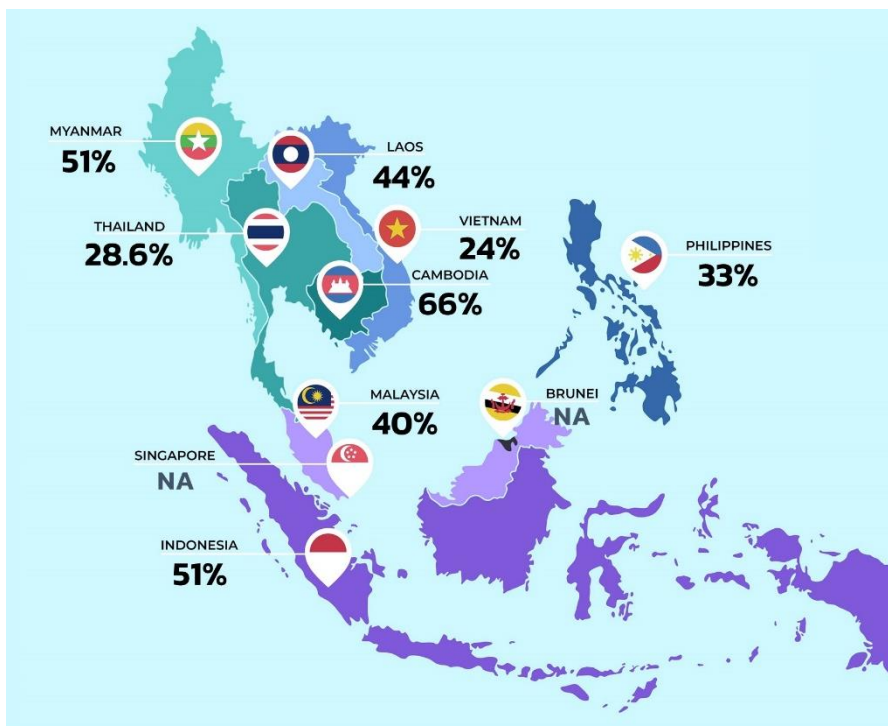 MYANMAR
51%
LAOS
44%
THAILAND
28.6%
VIETNAM
24%
PHILIPPINES
33%
CAMBODIA
66%
MALAYSIA
40%
BRUNEI
NA
SINGAPORE
NA
INDONESIA
51%